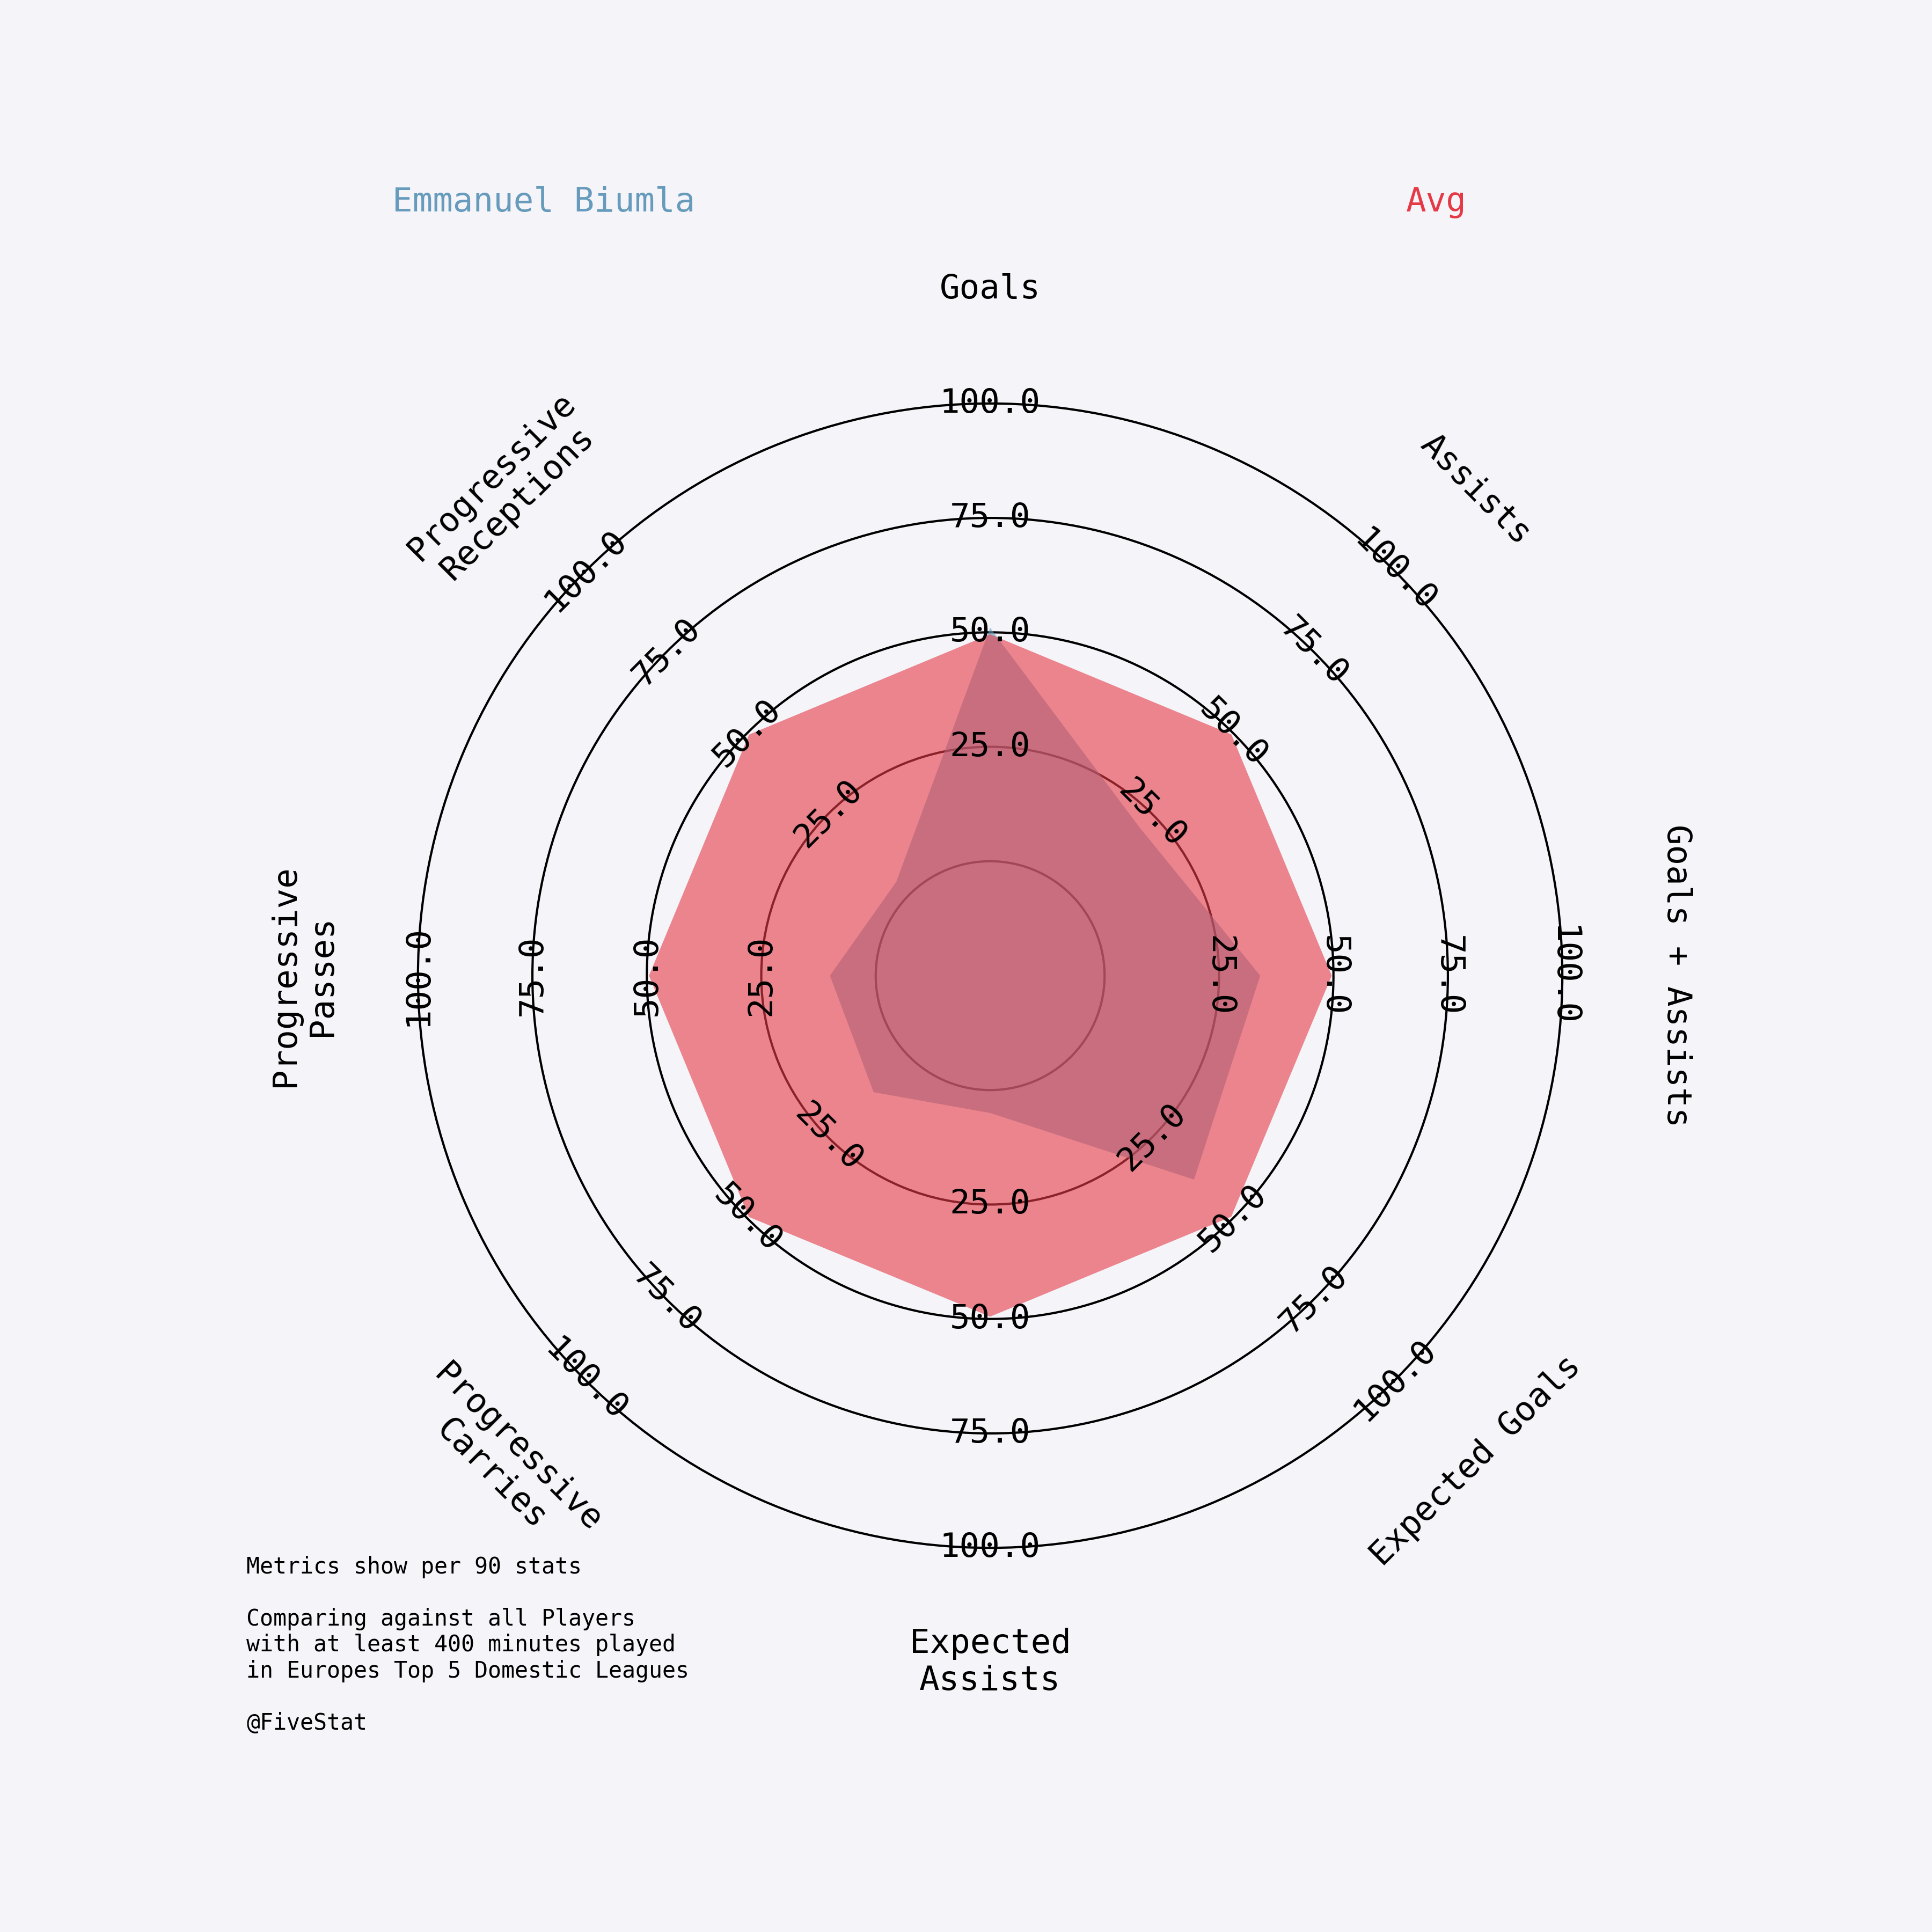 Emmanuel Biumla
Avg
Goals
Assists
Goals + Assists
Expected Goals
Expected
Assists
Progressive
Carries
Progressive
Passes
Progressive
Receptions
25.0
50.0
75.0
100.0
25.0
50.0
75.0
100.0
25.0
50.0
75.0
100.0
25.0
50.0
75.0
100.0
25.0
50.0
75.0
100.0
25.0
50.0
75.0
100.0
25.0
50.0
75.0
100.0
25.0
50.0
75.0
100.0
Metrics show per 90 stats
Comparing against all Players
with at least 400 minutes played
in Europes Top 5 Domestic Leagues
@FiveStat